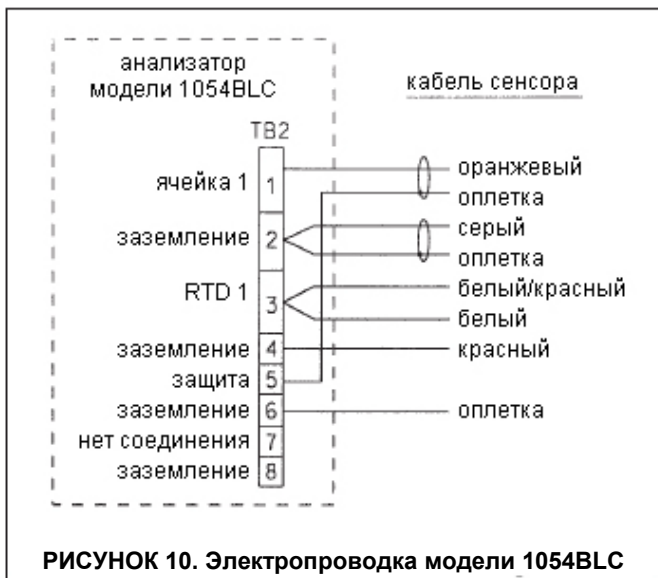 анализатор
модели 1054BLC
кабель сенсора
TB2
ячейка 1 1 оранжевый
оплетка
заземление 2 серый
оплетка
RTD 1 3 белый/красный
белый
заземление 4 красный
защита 5
заземление 6 оплетка
нет соединения 7
заземление 8
РИСУНОК 10. Электропроводка модели 1054BLC